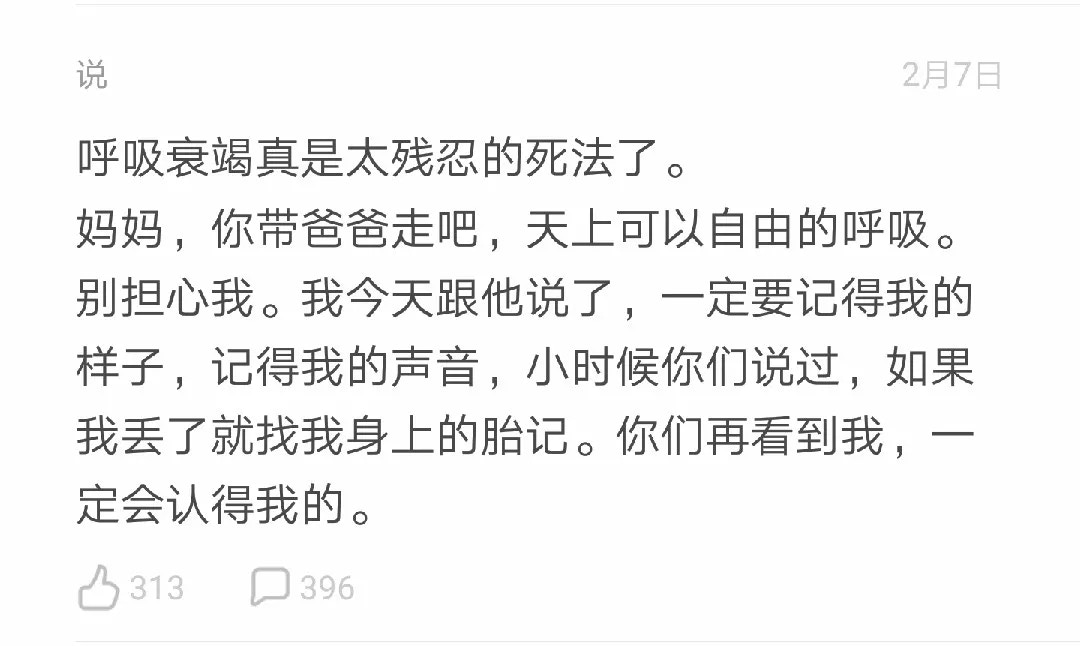 说
2月7日
呼吸衰竭真是太残忍的死法了。
妈妈，你带爸爸走吧，天上可以自由的呼吸。
别担心我。我今天跟他说了，一定要记得我的
样子，记得我的声音，小时候你们说过，如果
我丢了就找我身上的胎记。你们再看到我，一
定会认得我的。
313
396